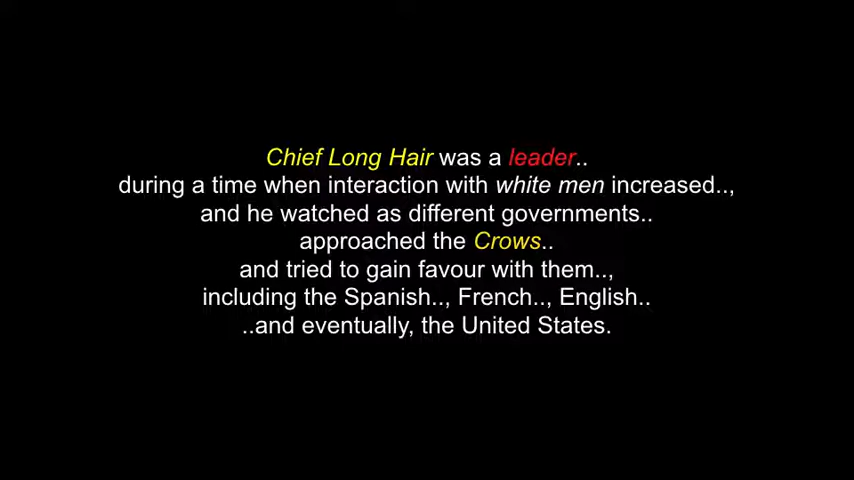 Chief Long Hair was a leader..
during a time when interaction with white men increased..,
and he watched as different governments..
approached the Crows..
and tried to gain favour with them..,
including the Spanish.., French.., English..
..and eventually, the United States.